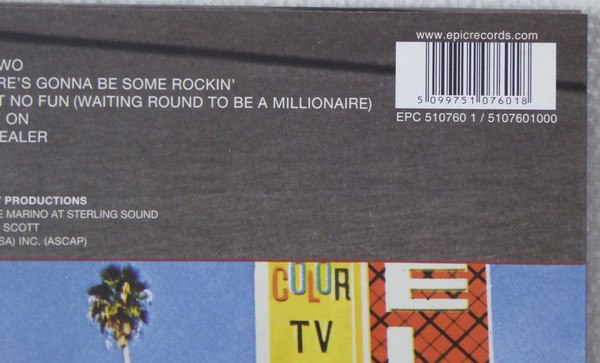 www.epicrecords.com
5 099751 076018
EPC 510760 1 / 5107601000
WO
RE'S GONNA BE SOME ROCKIN'
T NO FUN (WAITING ROUND TO BE A MILLIONAIRE)
ON
EALER
PRODUCTIONS
E MARINO AT STERLING SOUND
SCOTT
SA) INC. (ASCAP)
COLOR
TV